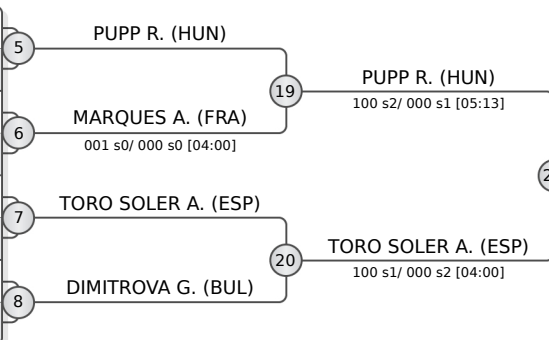 PUPP R. (HUN)
5
19
PUPP R. (HUN)
100 s2/ 000 s1 [05:13]
MARQUES A. (FRA)
6
001 s0/ 000 s0 [04:00]
TORO SOLER A. (ESP)
7
20
TORO SOLER A. (ESP)
100 s1/ 000 s2 [04:00]
DIMITROVA G. (BUL)
8